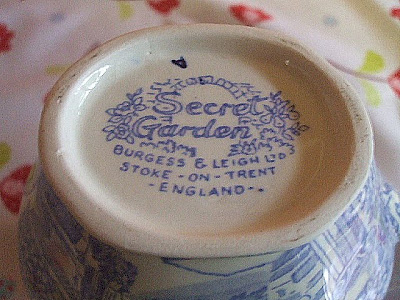 A
Secret
Garden
BURGESS & LEIGH LTD
STOKE-ON-TRENT
-ENGLAND-